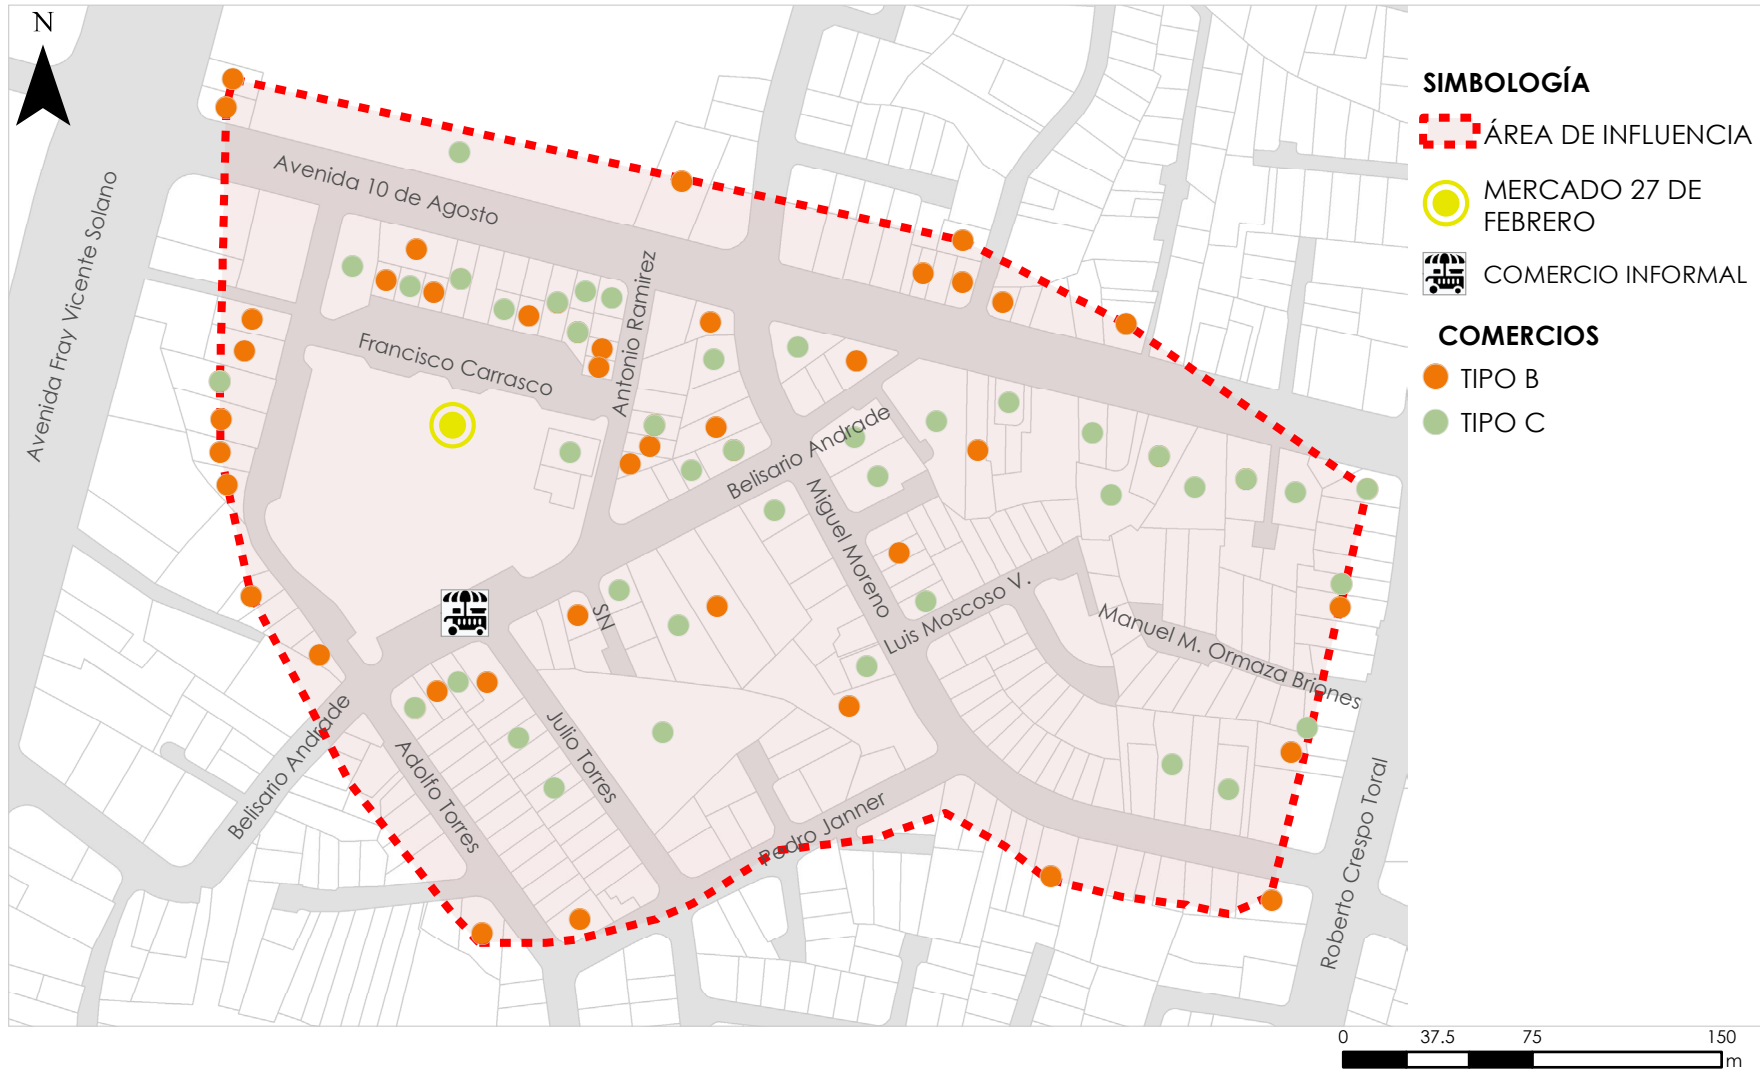 N
Avenida Fray Vicente Solano
Avenida 10 de Agosto
Francisco Carrasco
Antonio Ramirez
Belisario Andrade
Miguel Moreno
Luis Moscoso V.
Manuel M. Ormaza Briones
SN
Julio Torres
Adolfo Torres
Belisario Andrade
Pedro Janner
Roberto Crespo Toral
SIMBOLOGÍA
ÁREA DE INFLUENCIA
MERCADO 27 DE
FEBRERO
COMERCIO INFORMAL
COMERCIOS
TIPO B
TIPO C
0 37.5 75 150
m